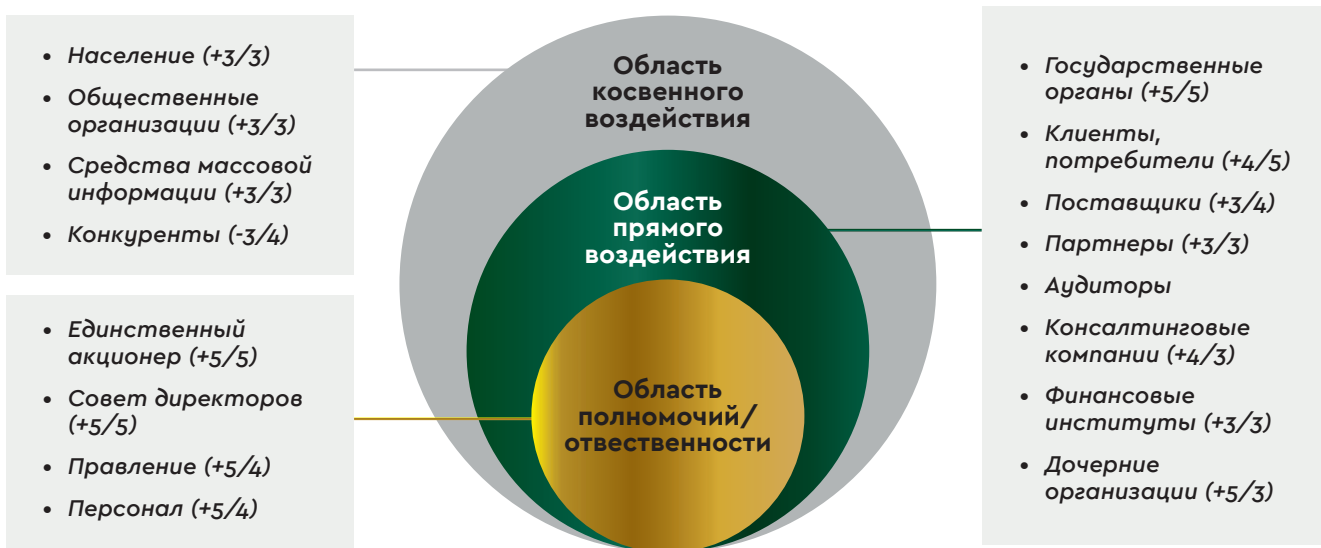 • Население (+3/3)
• Общественные
организации (+3/3)
• Средства массовой
информации (+3/3)
• Конкуренты (-3/4)
• Единственный
акционер (+5/5)
• Совет директоров
(+5/5)
• Правление (+5/4)
• Персонал (+5/4)
Область
косвенного
воздействия
Область
прямого
воздействия
Область
полномочий/
отвественности
• Государственные
органы (+5/5)
• Клиенты,
потребители (+4/5)
• Поставщики (+3/4)
• Партнеры (+3/3)
• Аудиторы
• Консалтинговые
компании (+4/3)
• Финансовые
институты (+3/3)
• Дочерние
организации (+5/3)